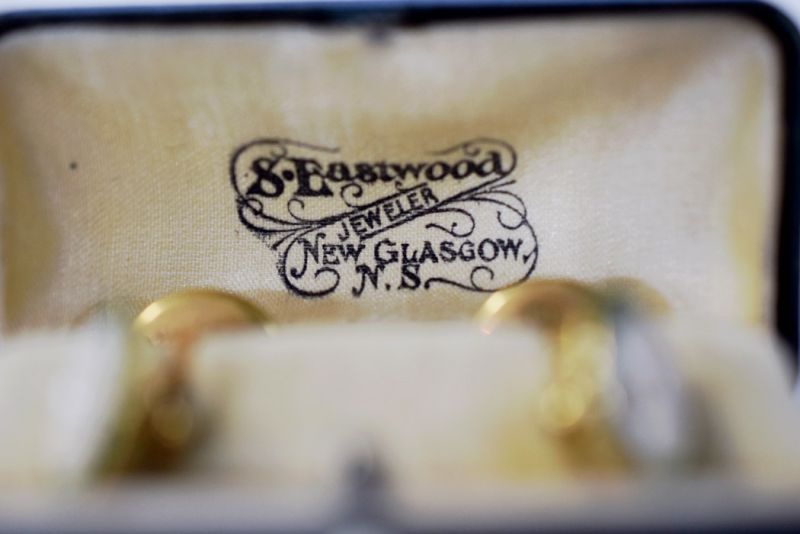 S. Eastwood
JEWELER
NEW GLASGOW,
N.S.